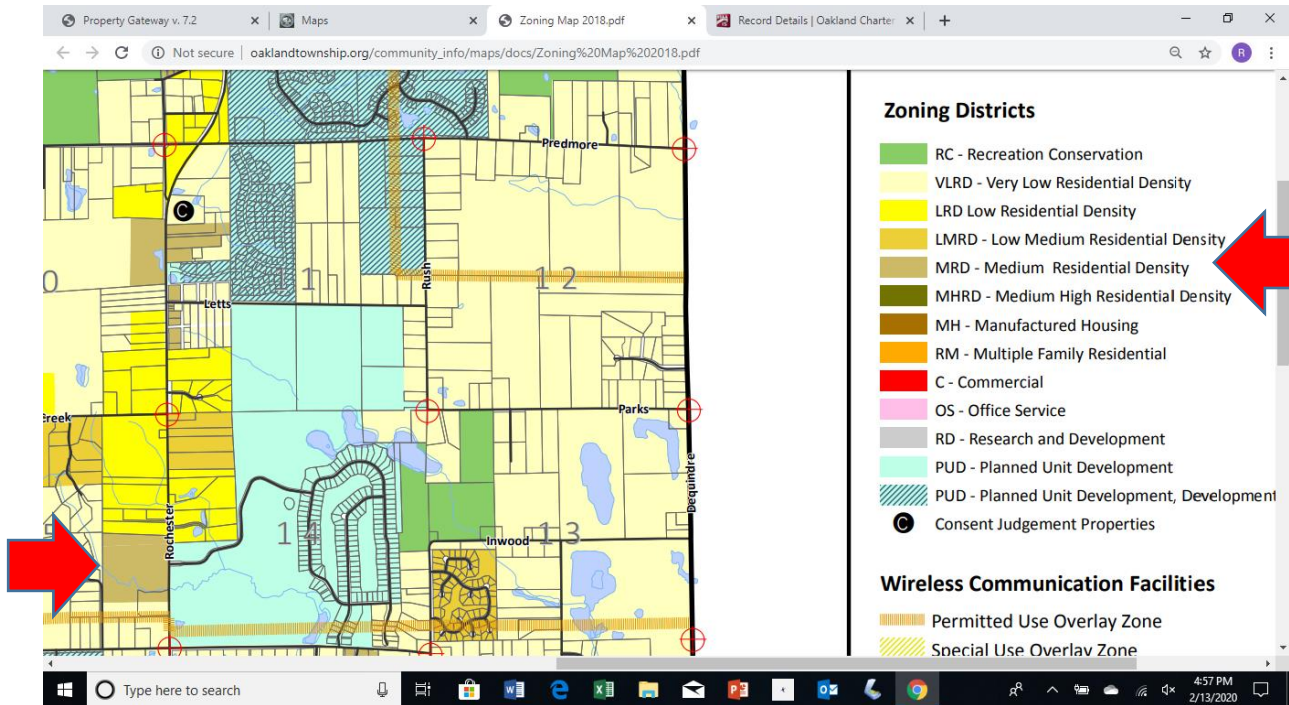 Property Gateway v. 7.2
Maps
Zoning Map 2018.pdf
Record Details | Oakland Charter
Not secure | oaklandtownship.org/community_info/maps/docs/Zoning%20Map%202018.pdf
R
Predmore
C
11
12
0
Rush
Letts
Creek
Parks
Rochester
14
Dequindre
Inwood
13
Zoning Districts
RC - Recreation Conservation
VLRD - Very Low Residential Density
LRD Low Residential Density
LMRD - Low Medium Residential Density
MRD - Medium Residential Density
MHRD - Medium High Residential Density
MH - Manufactured Housing
RM - Multiple Family Residential
C - Commercial
OS - Office Service
RD - Research and Development
PUD - Planned Unit Development
PUD - Planned Unit Development, Development
C Consent Judgement Properties
Wireless Communication Facilities
Permitted Use Overlay Zone
Special Use Overlay Zone
Type here to search
4:57 PM
2/13/2020